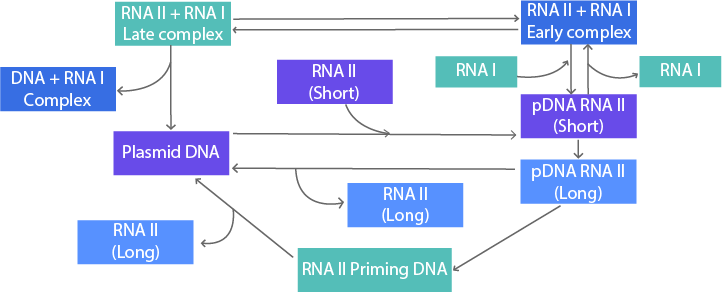 RNA II + RNA I
Late complex
RNA II + RNA I
Early complex
DNA + RNA I
Complex
RNA II
(Short)
RNA I
RNA I
pDNA RNA II
(Short)
Plasmid DNA
pDNA RNA II
(Long)
RNA II
(Long)
RNA II
(Long)
RNA II Priming DNA